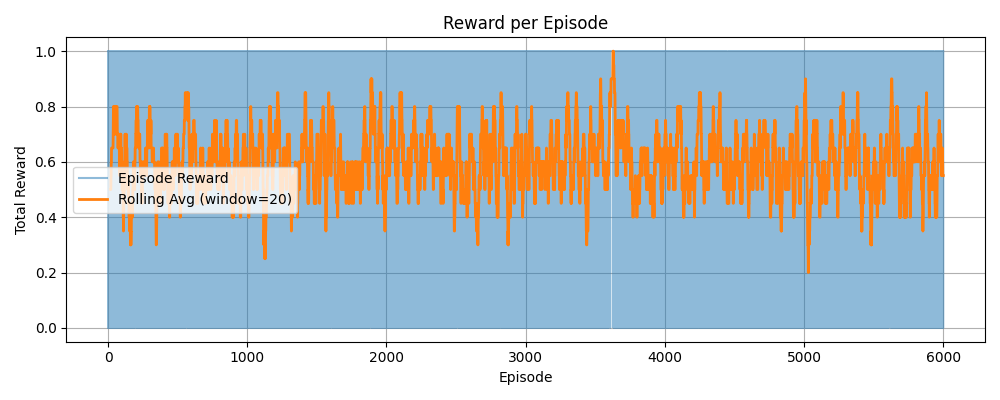 Reward per Episode
Total Reward
1.0
0.8
0.6
0.4
0.2
0.0
Episode Reward
Rolling Avg (window=20)
0
1000
2000
3000
4000
5000
6000
Episode